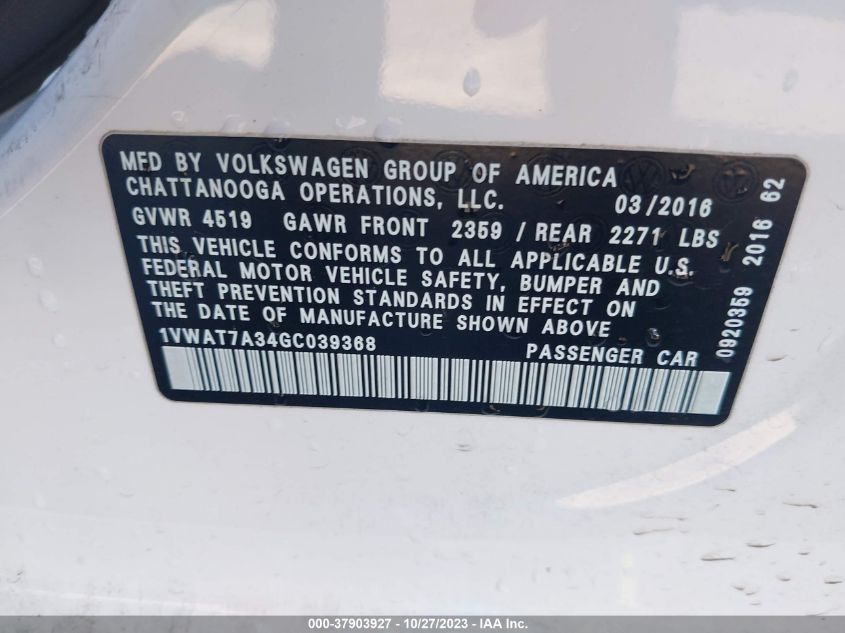 MFD BY VOLKSWAGEN GROUP OF AMERICA
CHATTANOOGA OPERATIONS, LLC. 03/2016
GVWR 4519 GAWR FRONT 2359 / REAR 2271 LBS
THIS VEHICLE CONFORMS TO ALL APPLICABLE U.S.
FEDERAL MOTOR VEHICLE SAFETY, BUMPER AND
THEFT PREVENTION STANDARDS IN EFFECT ON
THE DATE OF MANUFACTURE SHOWN ABOVE
1VWAT7A34GC039368 PASSENGER CAR
0920359 2016 62
000-37903927 - 10/27/2023 - IAA Inc.